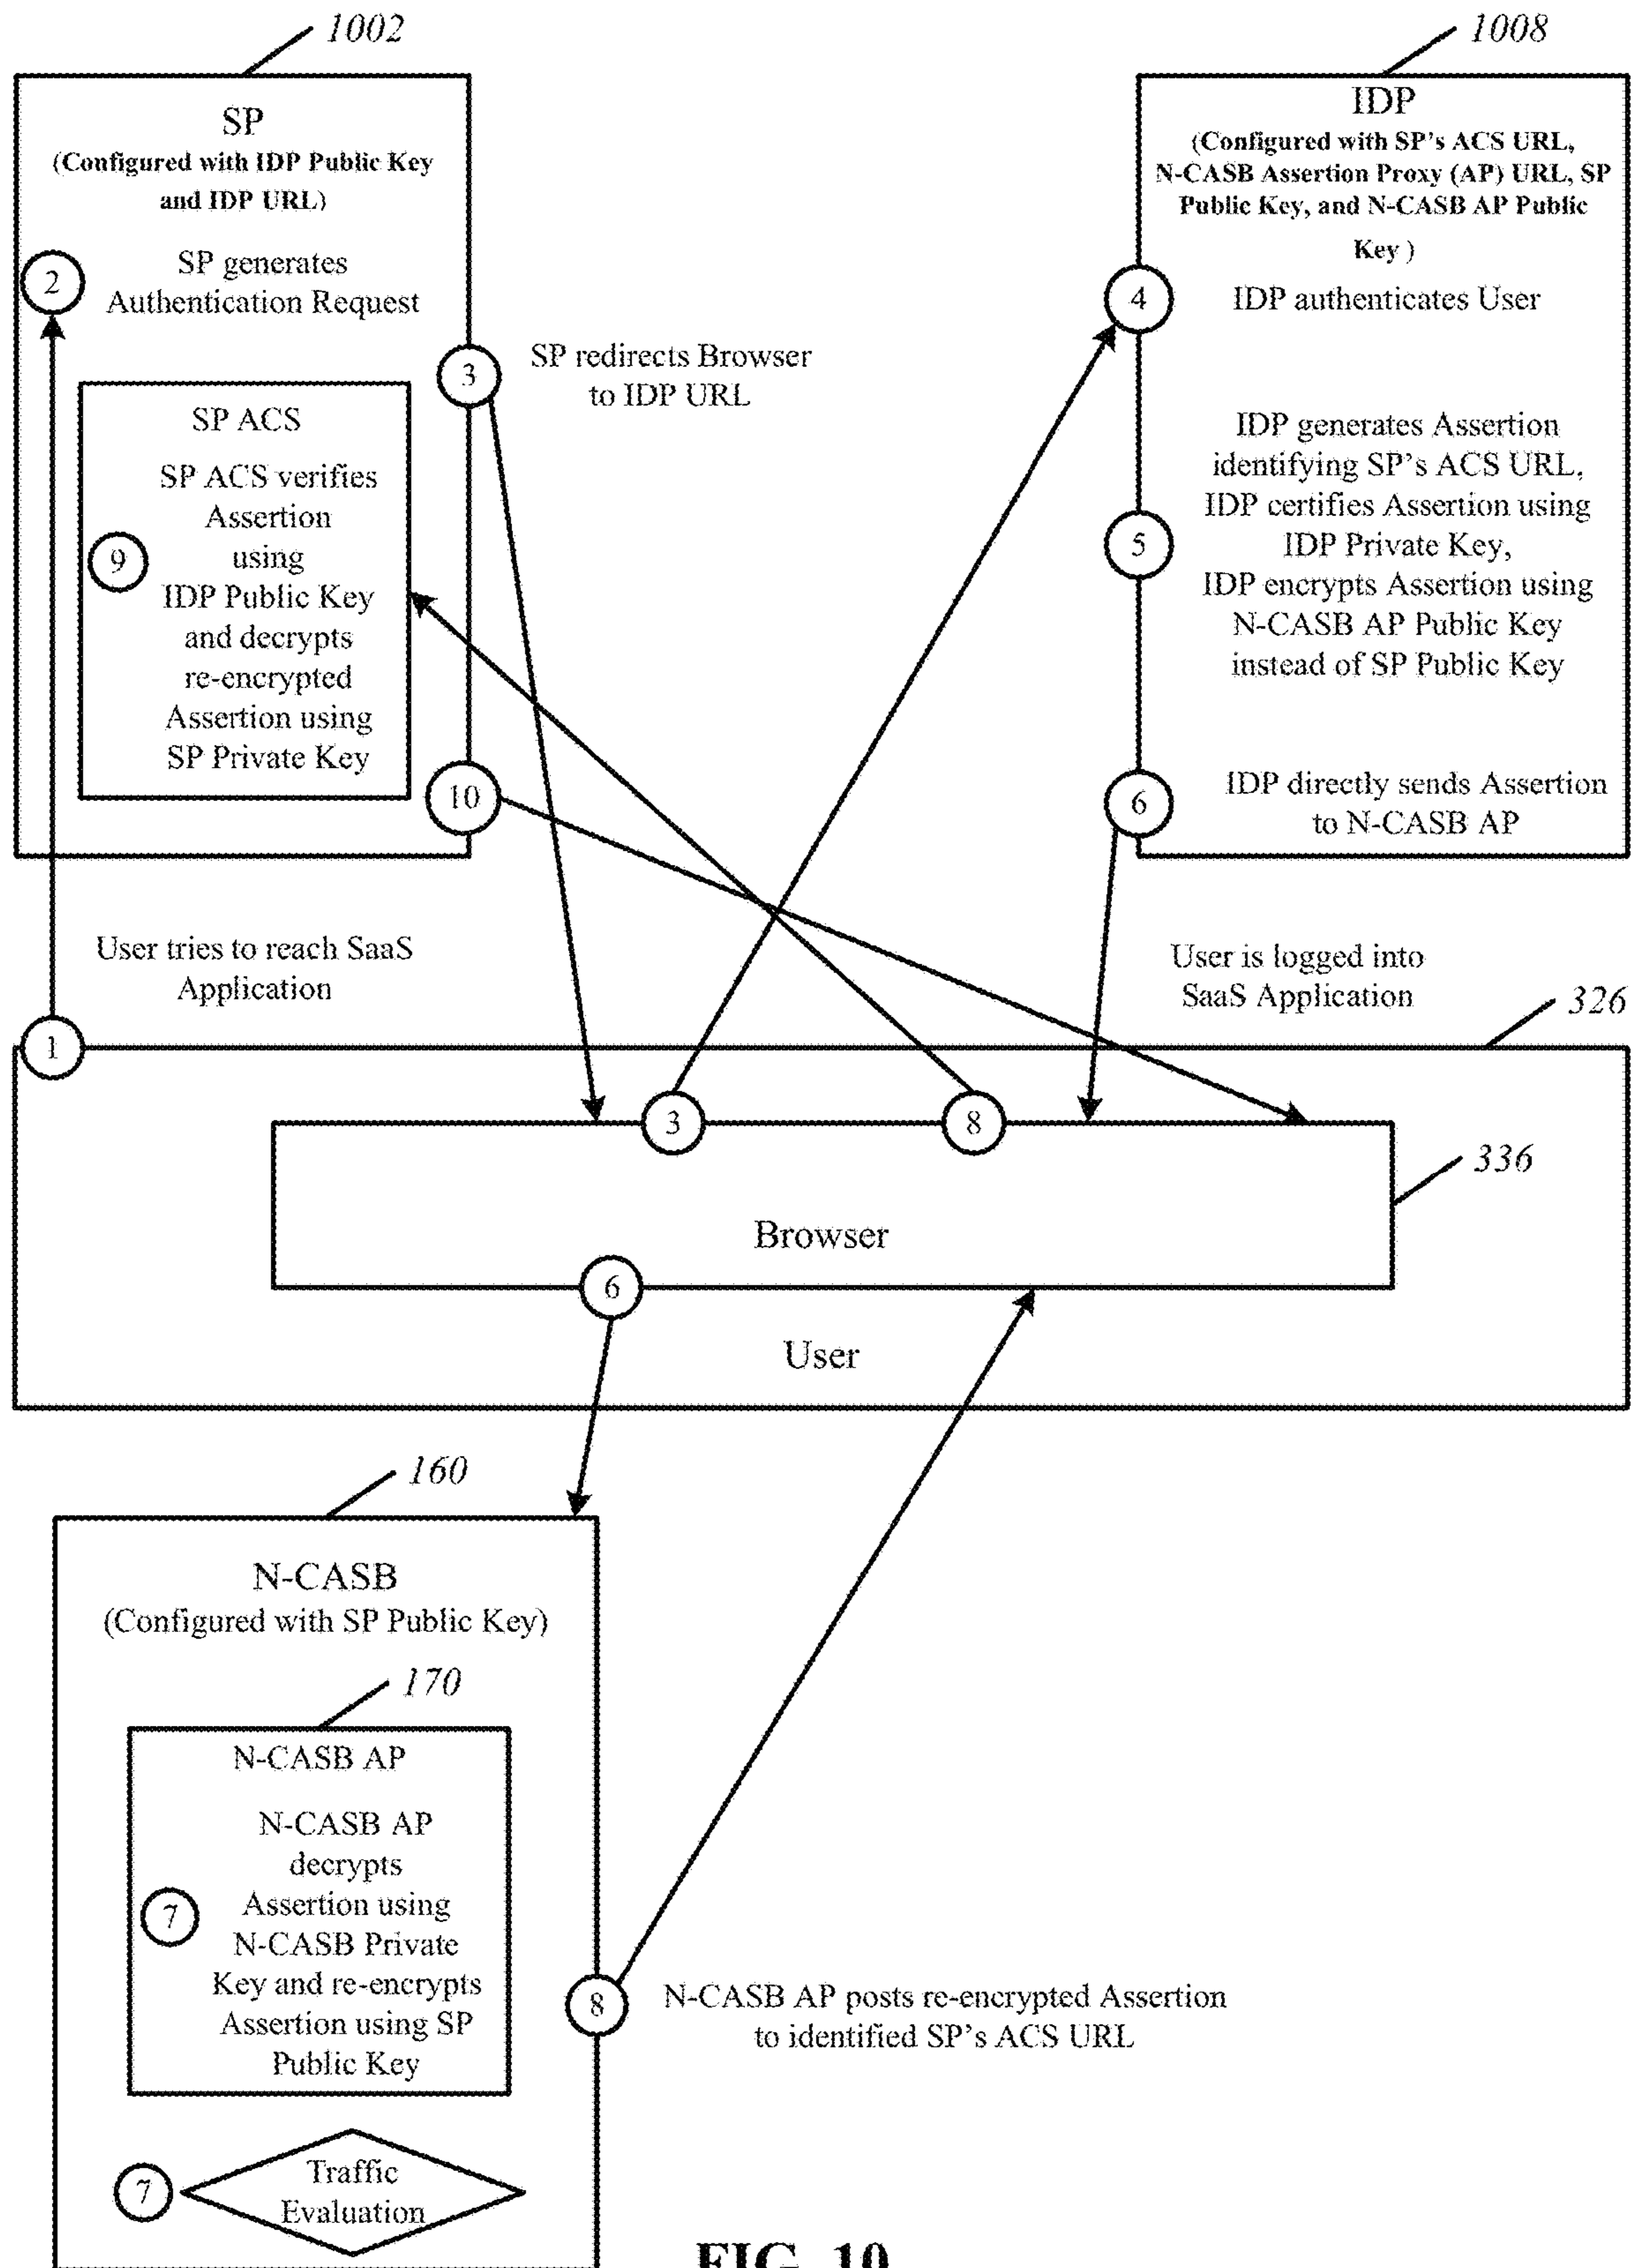 1002
1008
SP
(Configured with IDP Public Key
and IDP URL)
2
SP generates
Authentication Request
3
SP redirects Browser
to IDP URL
SP ACS
SP ACS verifies
Assertion
using
9
IDP Public Key
and decrypts
re-encrypted
Assertion using
SP Private Key
10
IDP
(Configured with SP's ACS URL,
N-CASB Assertion Proxy (AP) URL, SP
Public Key, and N-CASB AP Public
Key )
4
IDP authenticates User
IDP generates Assertion
identifying SP's ACS URL,
IDP certifies Assertion using
5
IDP Private Key,
IDP encrypts Assertion using
N-CASB AP Public Key
instead of SP Public Key
6
IDP directly sends Assertion
to N-CASB AP
User tries to reach SaaS
Application
User is logged into
SaaS Application
326
1
3
8
336
Browser
6
User
160
N-CASB
(Configured with SP Public Key)
170
N-CASB AP
N-CASB AP
decrypts
Assertion using
7
N-CASB Private
Key and re-encrypts
Assertion using SP
Public Key
8
N-CASB AP posts re-encrypted Assertion
to identified SP's ACS URL
7
Traffic
Evaluation
FIG. 10